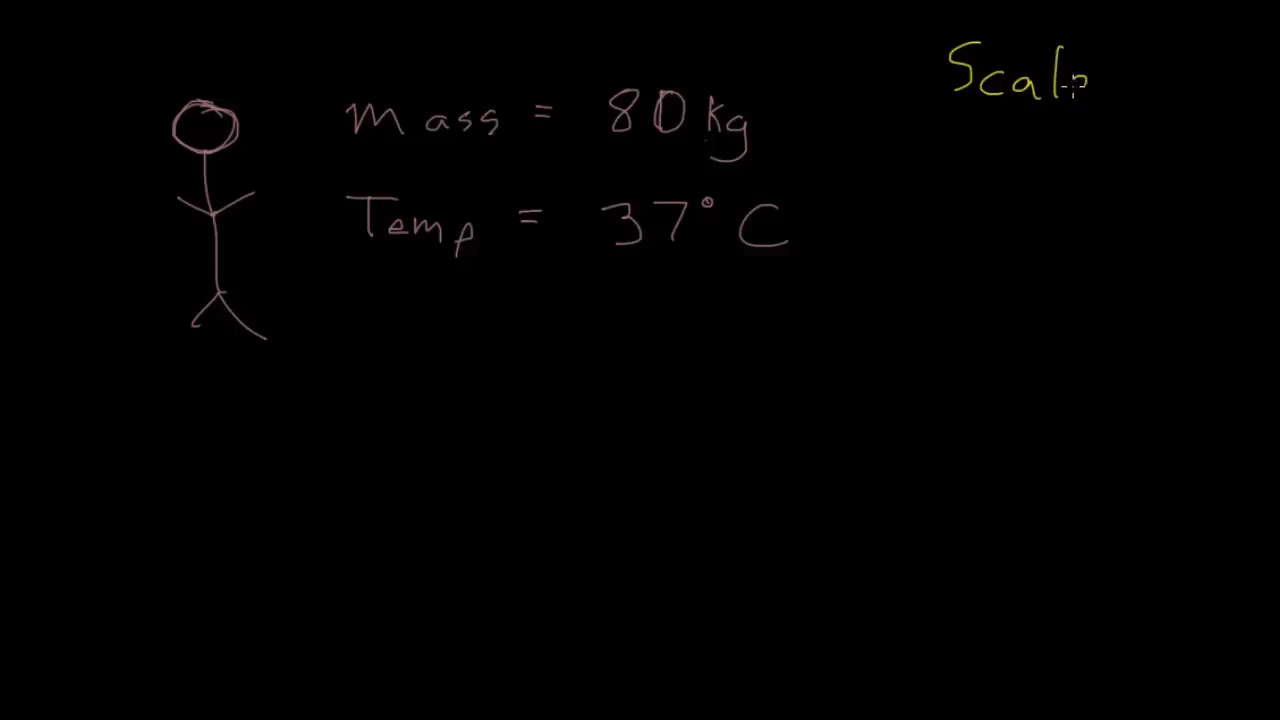 Scal
Mass = 80 kg
Temp = 37° C